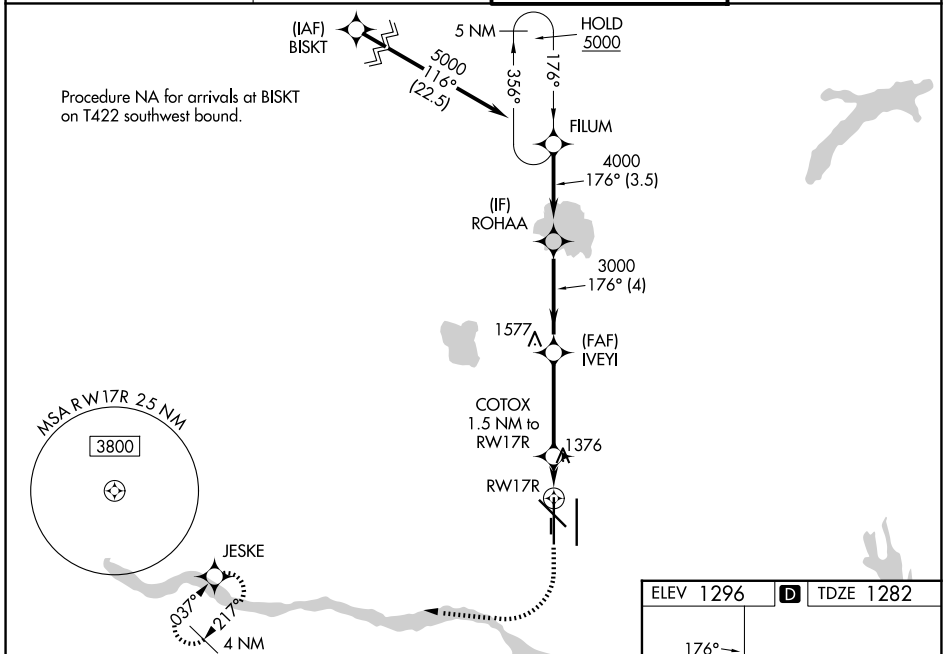 (IAF)
BISKT
5000
116°
(22.5)
5 NM
HOLD
5000
356°
176°
Procedure NA for arrivals at BISKT
on T422 southwest bound.
FILUM
4000
176° (3.5)
(IF)
ROHAA
3000
176° (4)
1577
(FAF)
IVEYI
COTOX
1.5 NM to
RW17R
1376
RW17R
MSA RW17R 25 NM
3800
JESKE
037°
217°
4 NM
ELEV 1296 D TDZE 1282
176°